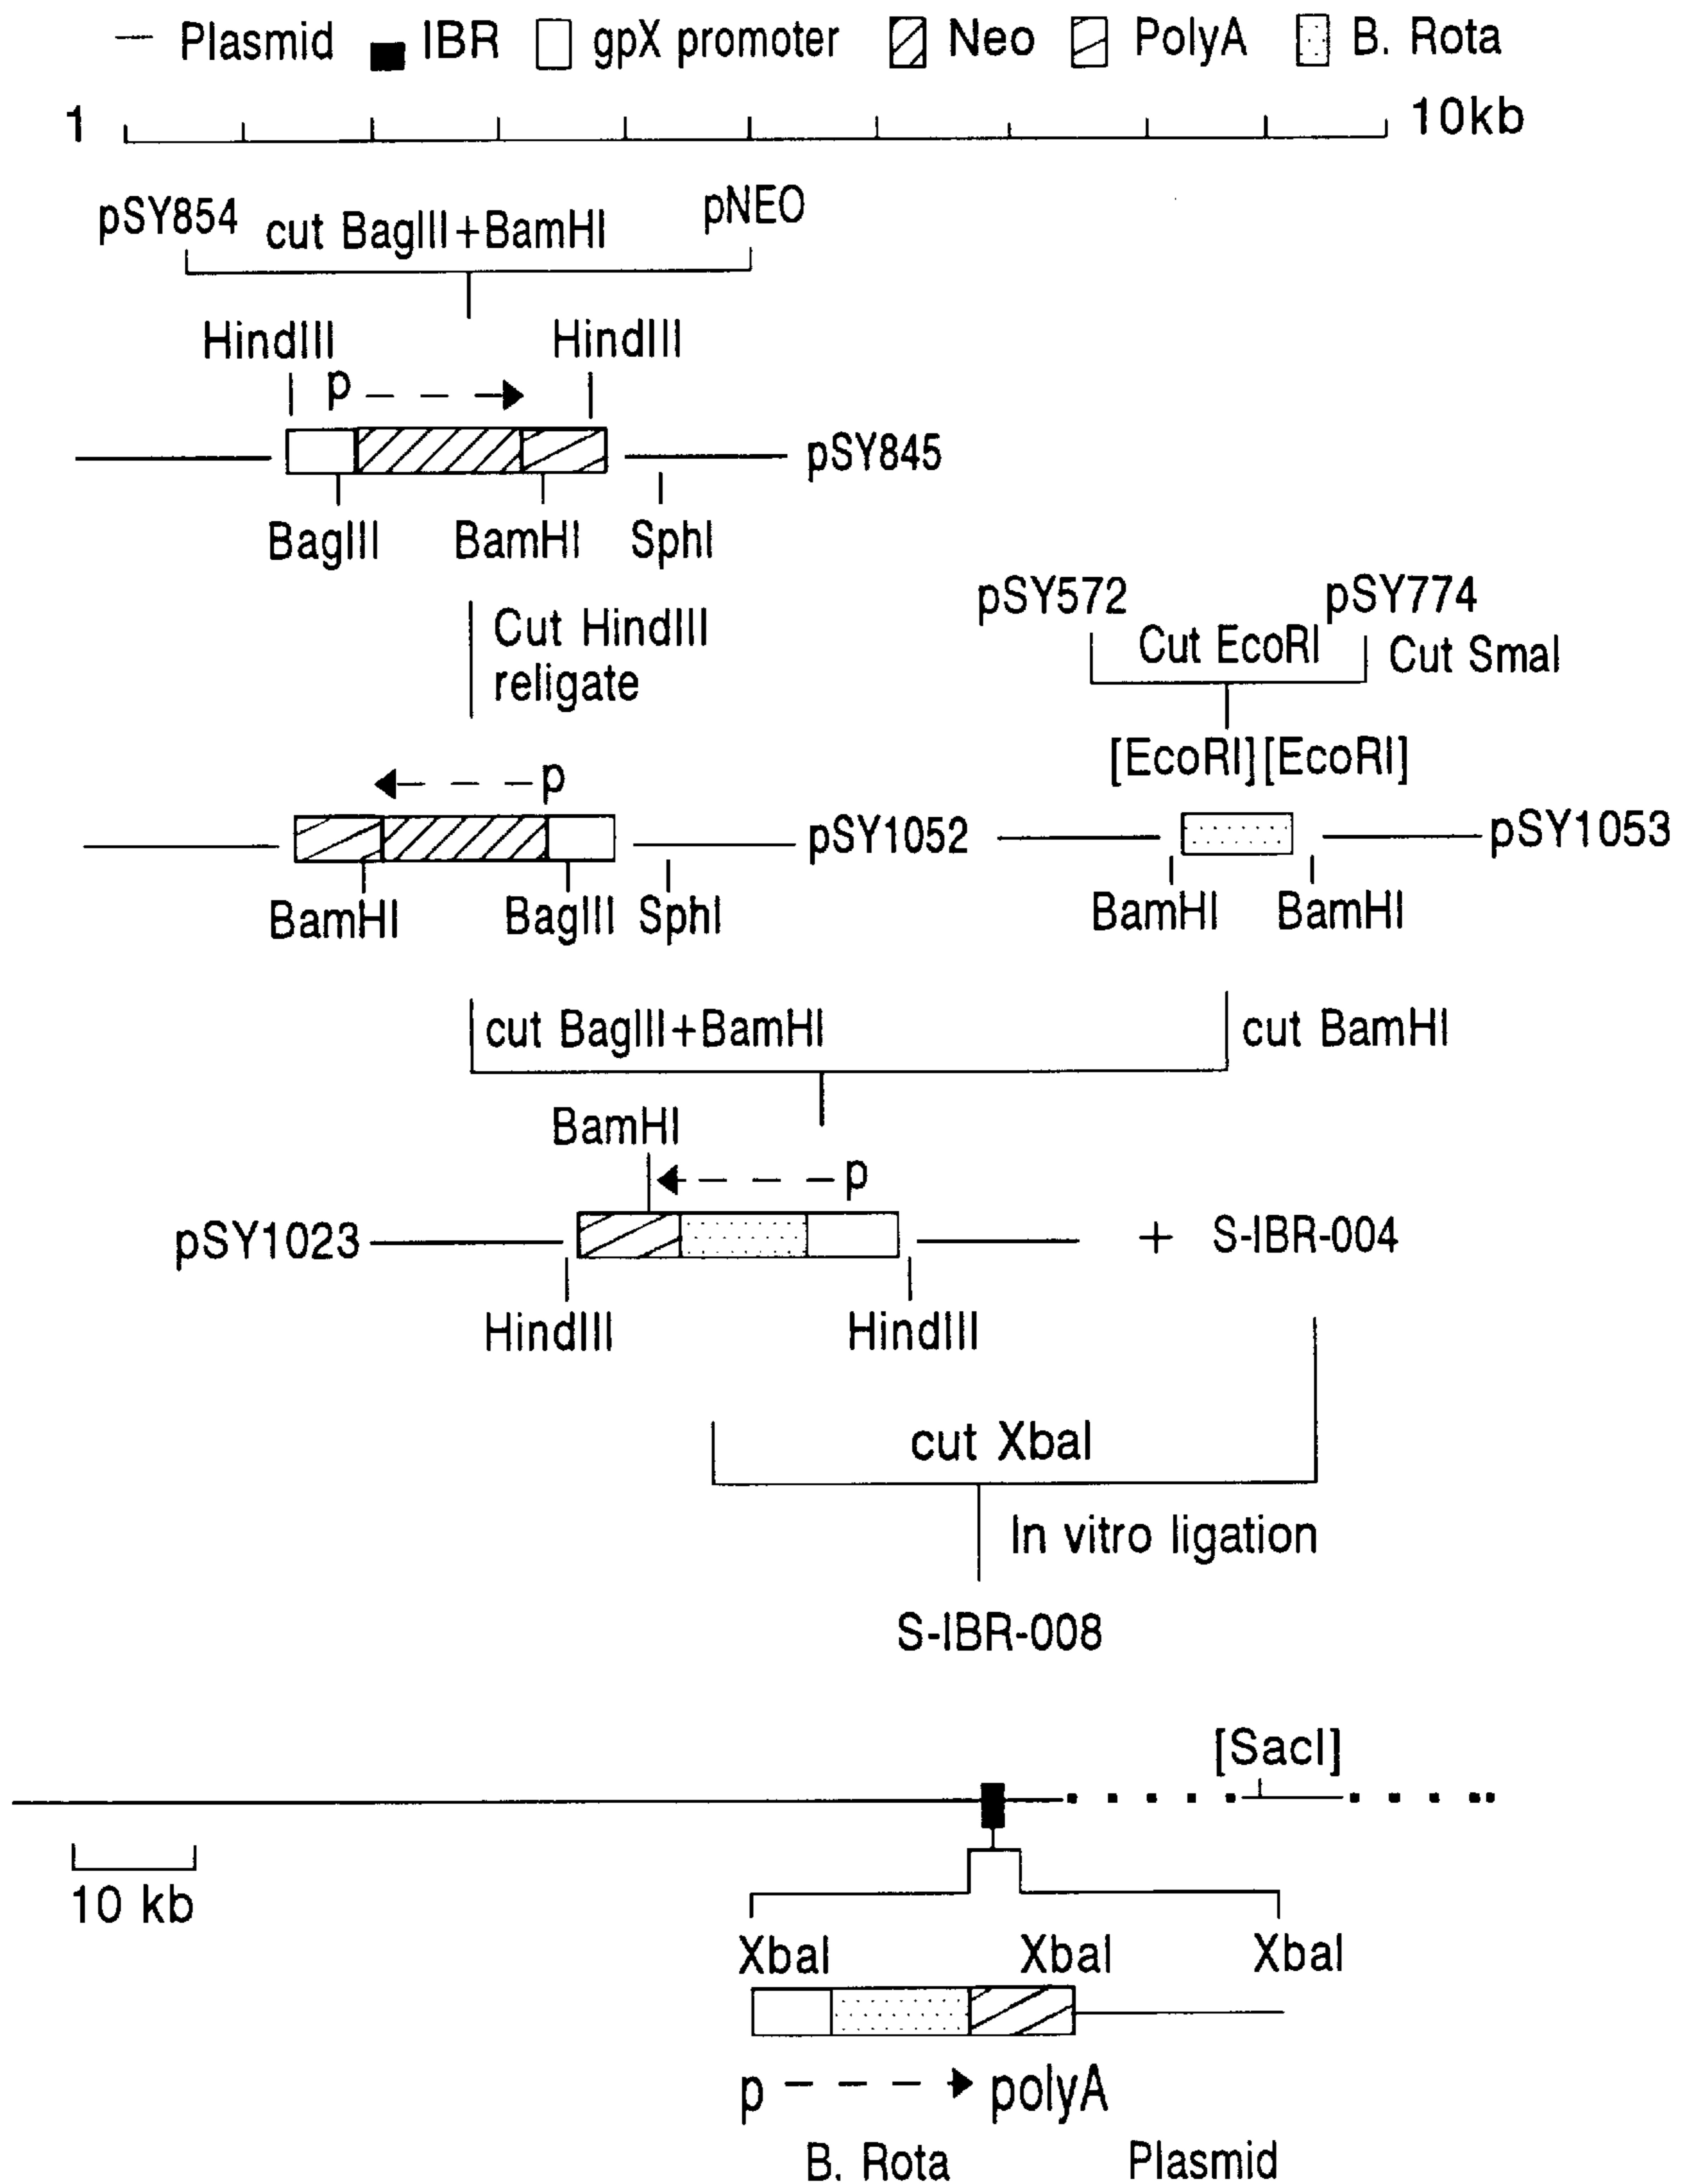 Plasmid IBR gpX promoter Neo PolyA B. Rota
1 10kb
pSY854 cut BagIII+BamHI pNEO
HindIII HindIII
p
pSY845
BagIII BamHI SphI
Cut HindIII
religate
pSY572 pSY774
Cut EcoRI Cut SmaI
[EcoRI] [EcoRI]
p
pSY1052 pSY1053
BamHI BagIII SphI BamHI BamHI
cut BagIII+BamHI cut BamHI
BamHI
p
pSY1023 + S-IBR-004
HindIII HindIII
cut XbaI
In vitro ligation
S-IBR-008
[SacI]
10 kb
XbaI XbaI XbaI
p polyA
B. Rota Plasmid